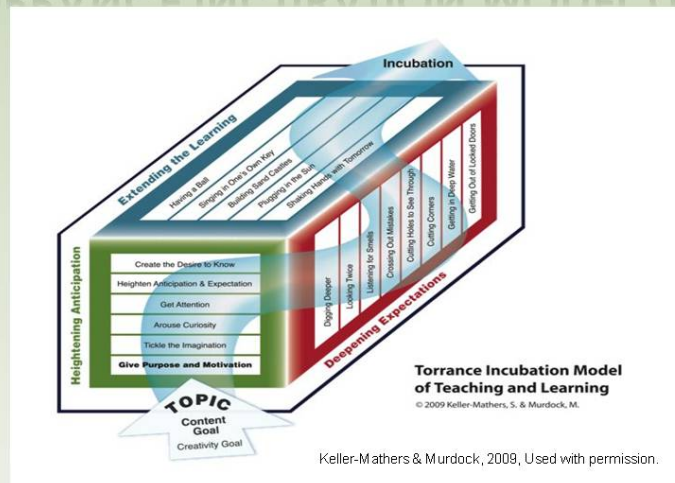 Incubation
Extending the Learning
Having a Ball
Singing in One's Own Key
Building Sand Castles
Plugging in the Sun
Shaking Hands with Tomorrow
Heightening Anticipation
Create the Desire to Know
Heighten Anticipation & Expectation
Get Attention
Arouse Curiosity
Tickle the Imagination
Give Purpose and Motivation
Digging Deeper
Looking Twice
Listening for Smells
Crossing Out Mistakes
Cutting Holes to See Through
Cutting Corners
Getting in Deep Water
Getting Out of Locked Doors
Deepening Expectations
TOPIC
Content
Goal
Creativity Goal
Torrance Incubation Model
of Teaching and Learning
© 2009 Keller-Mathers, S. & Murdock, M.
Keller-Mathers & Murdock, 2009, Used with permission.